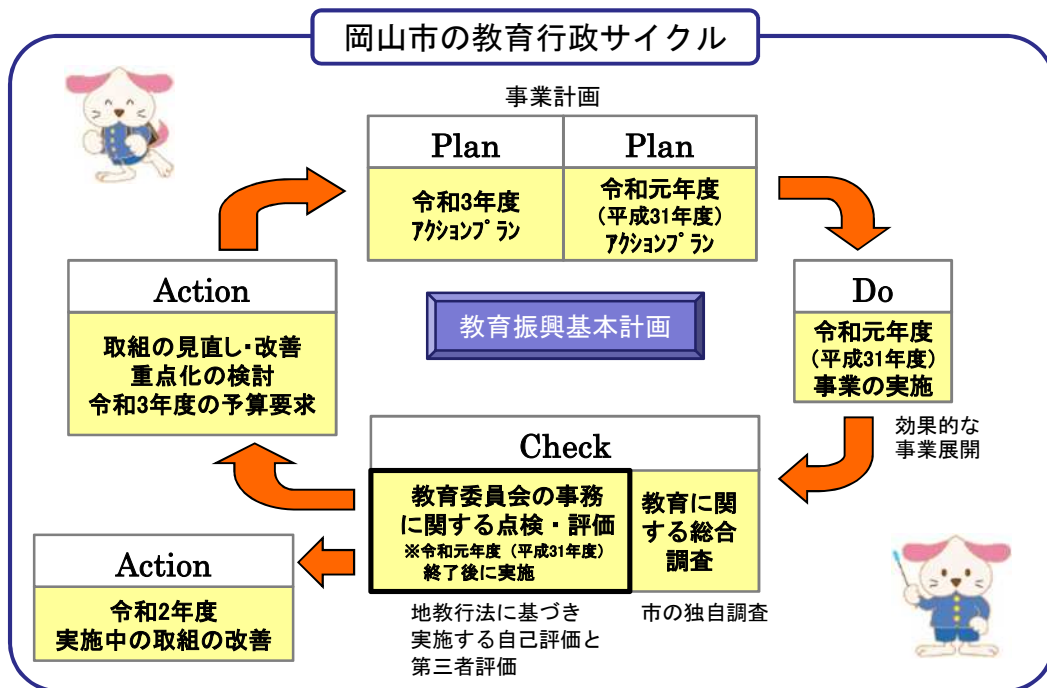 岡山市の教育行政サイクル
事業計画
Plan
令和3年度
ｱｸｼｮﾝﾌﾟﾗﾝ
Plan
令和元年度
(平成31年度)
ｱｸｼｮﾝﾌﾟﾗﾝ
Do
令和元年度
(平成31年度)
事業の実施
効果的な
事業展開
教育振興基本計画
Action
取組の見直し・改善
重点化の検討
令和3年度の予算要求
Check
教育委員会の事務
に関する点検・評価
※令和元年度（平成31年度）
終了後に実施
教育に関
する総合
調査
地教行法に基づき
実施する自己評価と
第三者評価
市の独自調査
Action
令和2年度
実施中の取組の改善